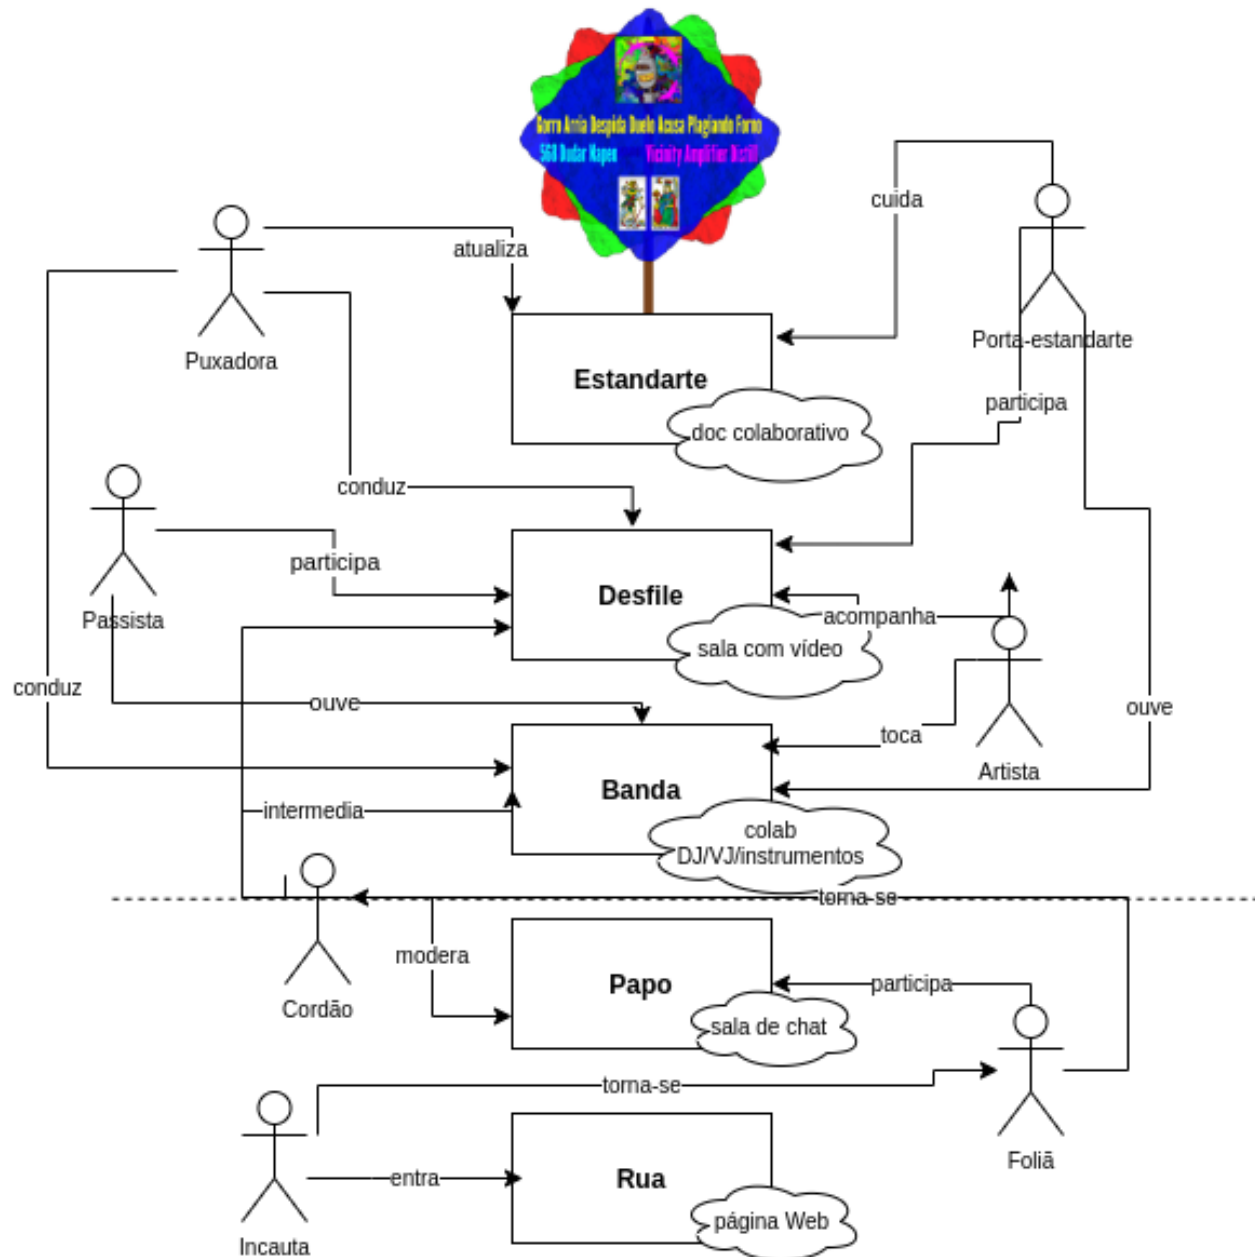 Gorro Arria Despida Duelo Acusa Plagiando Forno
568 Dudar Napen Vicinity Amplifier Distill
cuida
atualiza
Puxadora
Porta-estandarte
Estandarte
doc colaborativo
participa
conduz
participa
Passista
Desfile
acompanha
sala com vídeo
conduz
ouve
ouve
toca
Artista
Banda
intermedia
colab
DJ/VJ/instrumentos
torna-se
modera
Cordão
Papo
participa
sala de chat
torna-se
Foliã
entra
Rua
página Web
Incauta